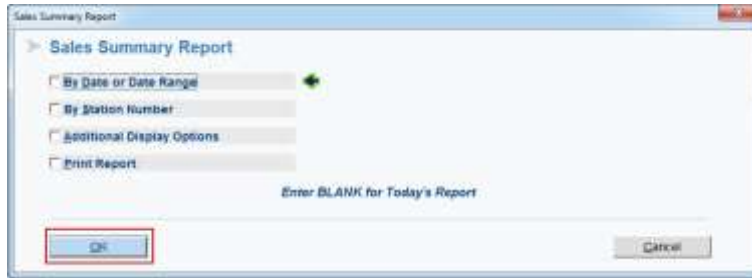 Sales Summary Report
Sales Summary Report
By Date or Date Range
By Station Number
Additional Display Options
Print Report
Enter BLANK for Today's Report
OK
Cancel